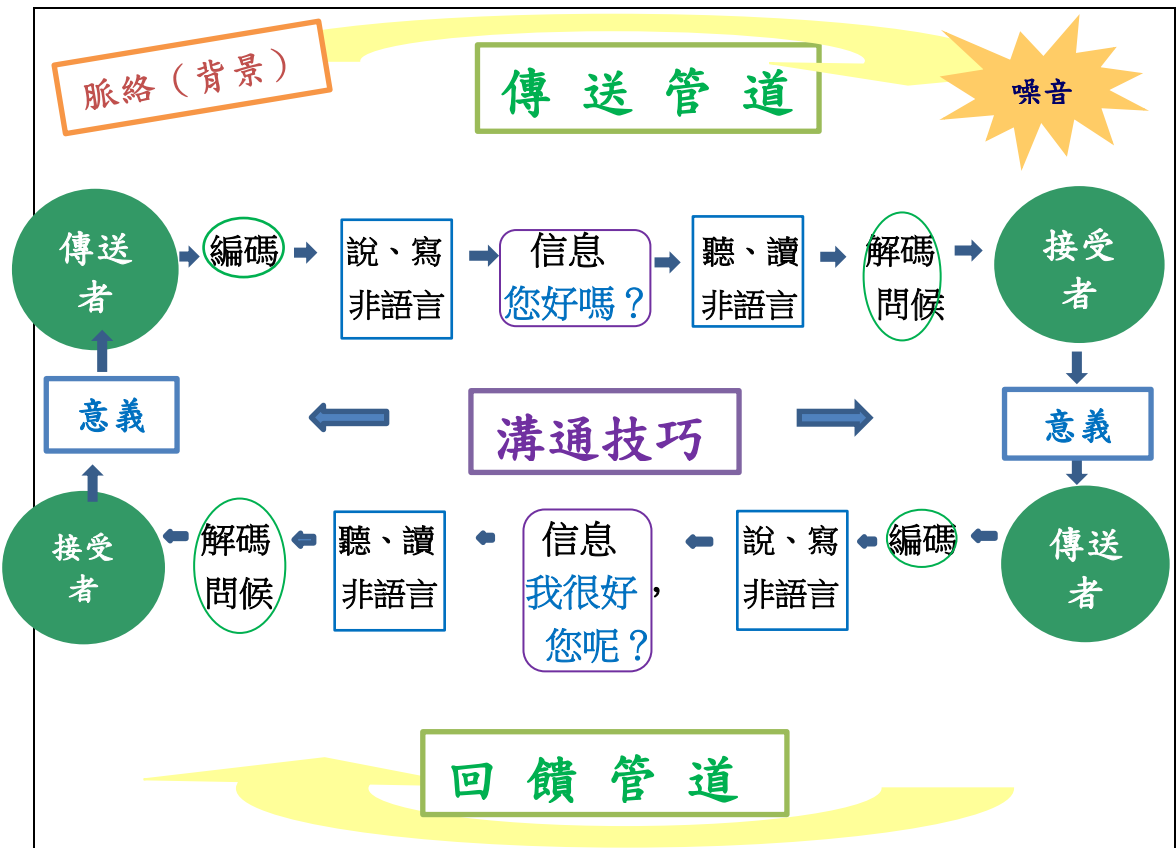 脈絡（背景）
傳送管道
噪音
傳送
者
編碼
說、寫
非語言
信息
您好嗎？
聽、讀
非語言
解碼
問候
接受
者
意義
溝通技巧
意義
接受
者
解碼
問候
聽、讀
非語言
信息
我很好，
您呢？
說、寫
非語言
編碼
傳送
者
回饋管道